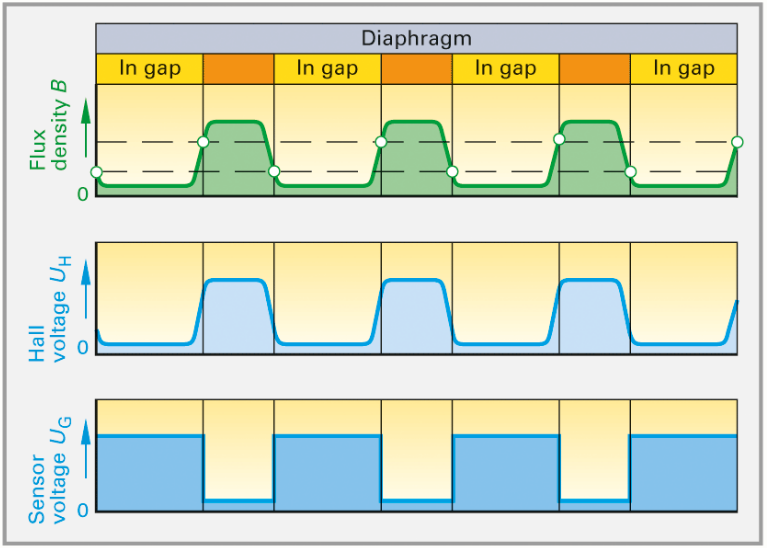 Diaphragm
In gap In gap In gap In gap
Flux
density B
0
Hall
voltage UH
0
Sensor
voltage UG
0